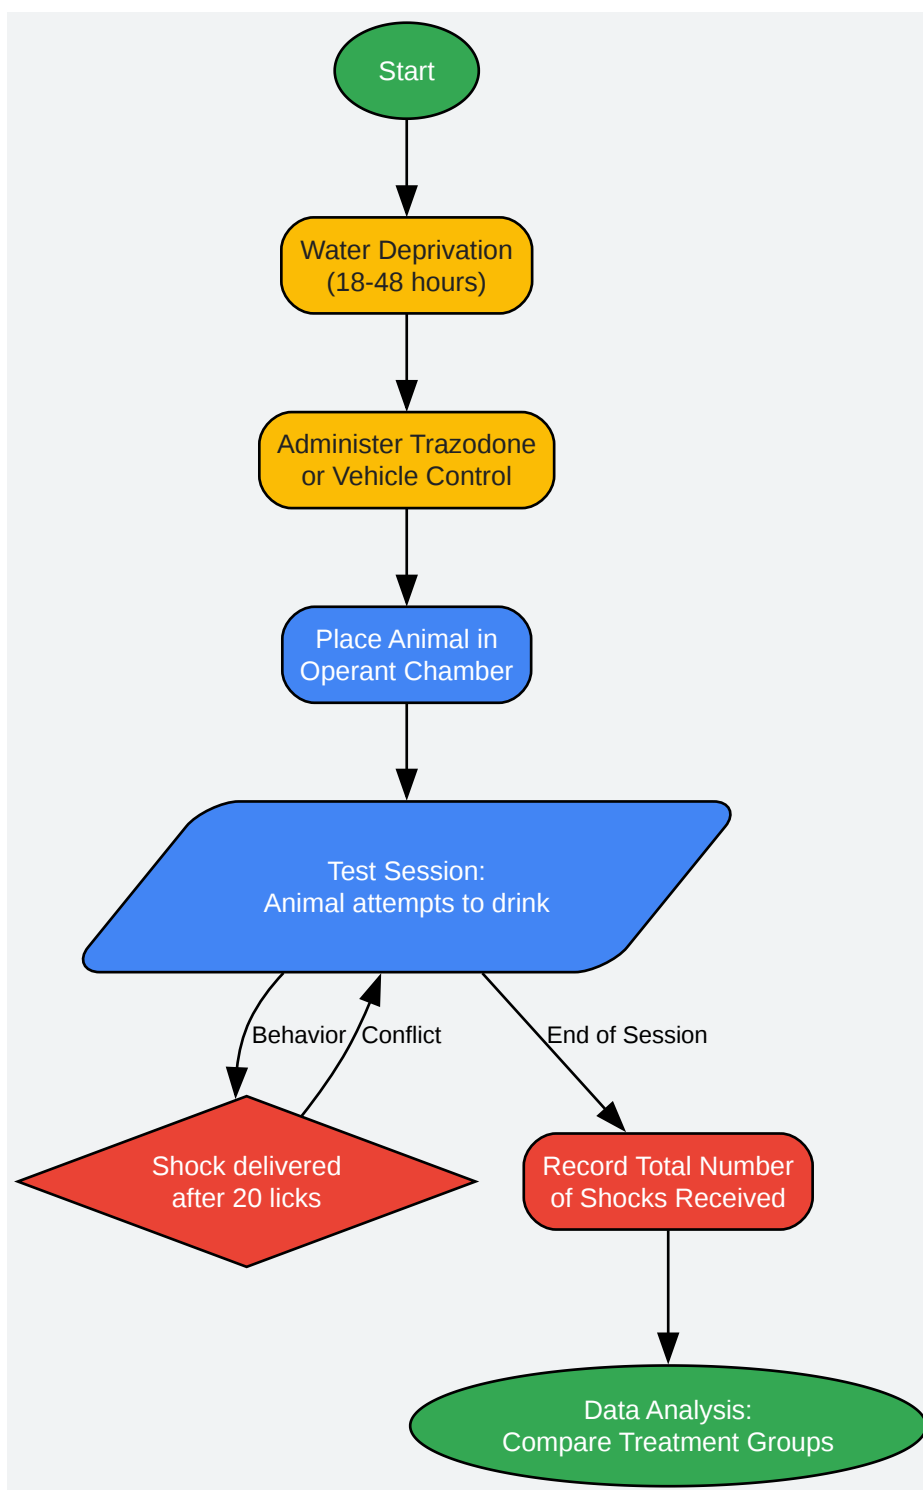 Start
Water Deprivation
(18-48 hours)
Administer Trazodone
or Vehicle Control
Place Animal in
Operant Chamber
Test Session:
Animal attempts to drink
Behavior
Conflict
End of Session
Shock delivered
after 20 licks
Record Total Number
of Shocks Received
Data Analysis:
Compare Treatment Groups